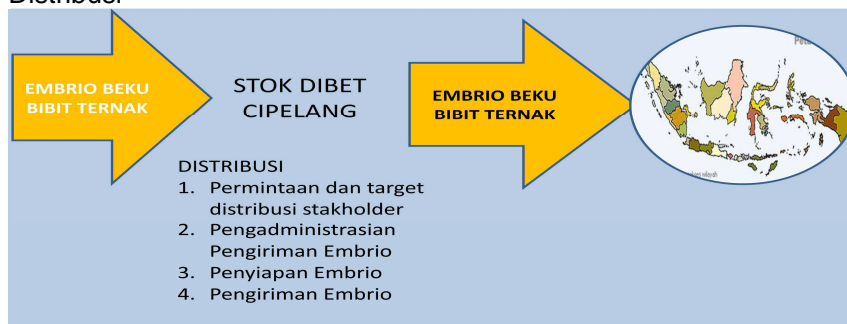 Distribusi
EMBRIO BEKU
BIBIT TERNAK
STOK DIBET
CIPELANG
EMBRIO BEKU
BIBIT TERNAK
DISTRIBUSI
1. Permintaan dan target
distribusi stakholder
2. Pengadministrasian
Pengiriman Embrio
3. Penyiapan Embrio
4. Pengiriman Embrio